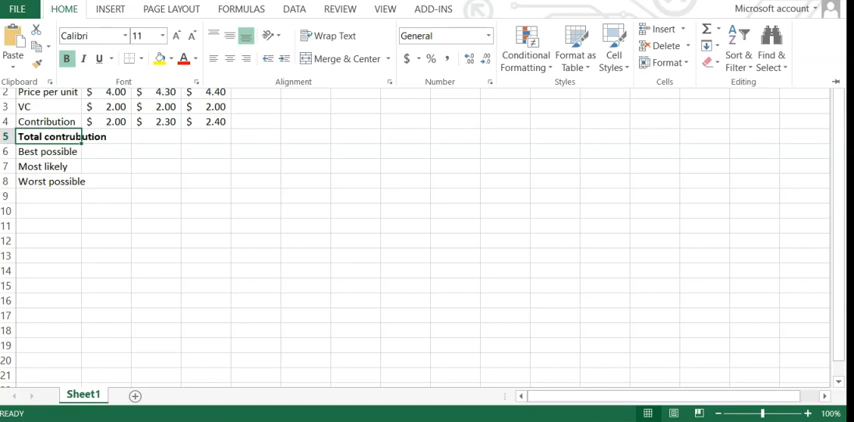 FILE HOME INSERT PAGE LAYOUT FORMULAS DATA REVIEW VIEW ADD-INS Microsoft account
Paste
Calibri 11
B I U A
Wrap Text
Merge & Center
General
$ %
Conditional Formatting
Format as Table
Cell Styles
Insert
Delete
Format
Sort & Filter
Find & Select
Clipboard Font Alignment Number Styles Cells Editing
2 Price per unit $ 4.00 $ 4.30 $ 4.40
3 VC $ 2.00 $ 2.00 $ 2.00
4 Contribution $ 2.00 $ 2.30 $ 2.40
5 Total contrubution
6 Best possible
7 Most likely
8 Worst possible
9
10
11
12
13
14
15
16
17
18
19
20
21
Sheet1
READY 100%